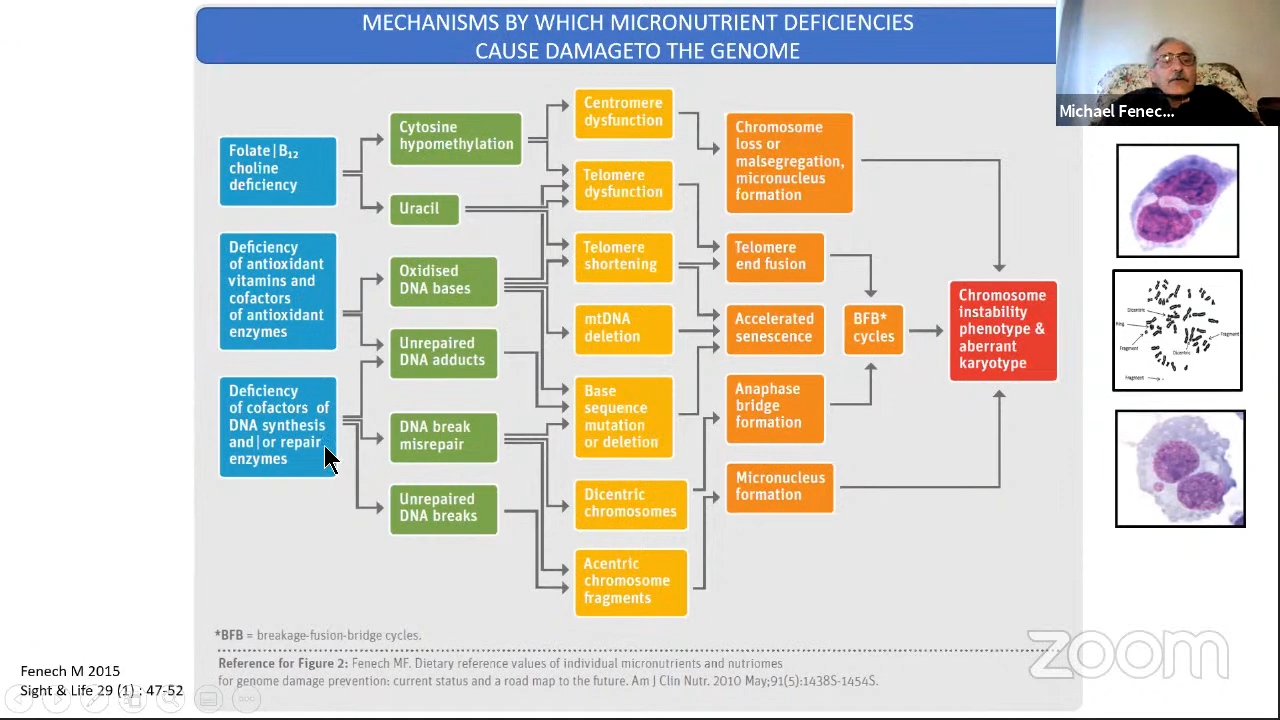 MECHANISMS BY WHICH MICRONUTRIENT DEFICIENCIES
CAUSE DAMAGETO THE GENOME
Michael Fenec...
Folate|B₁₂
choline
deficiency
Deficiency
of antioxidant
vitamins and
cofactors
of antioxidant
enzymes
Deficiency
of cofactors of
DNA synthesis
and|or repair
enzymes
Cytosine
hypomethylation
Uracil
Oxidised
DNA bases
Unrepaired
DNA adducts
DNA break
misrepair
Unrepaired
DNA breaks
Centromere
dysfunction
Telomere
dysfunction
Telomere
shortening
mtDNA
deletion
Base
sequence
mutation
or deletion
Dicentric
chromosomes
Acentric
chromosome
fragments
Chromosome
loss or
malsegregation,
micronucleus
formation
Telomere
end fusion
Accelerated
senescence
Anaphase
bridge
formation
Micronucleus
formation
BFB*
cycles
Chromosome
instability
phenotype &
aberrant
karyotype
Dicentric
Ring
Fragment
Fragment
Dicentric
Fragment
*BFB = breakage-fusion-bridge cycles.
Reference for Figure 2: Fenech MF. Dietary reference values of individual micronutrients and nutriomes
for genome damage prevention: current status and a road map to the future. Am J Clin Nutr. 2010 May;91(5):1438S-1454S.
Fenech M 2015
Sight & Life 29 (1) : 47-52
zoom